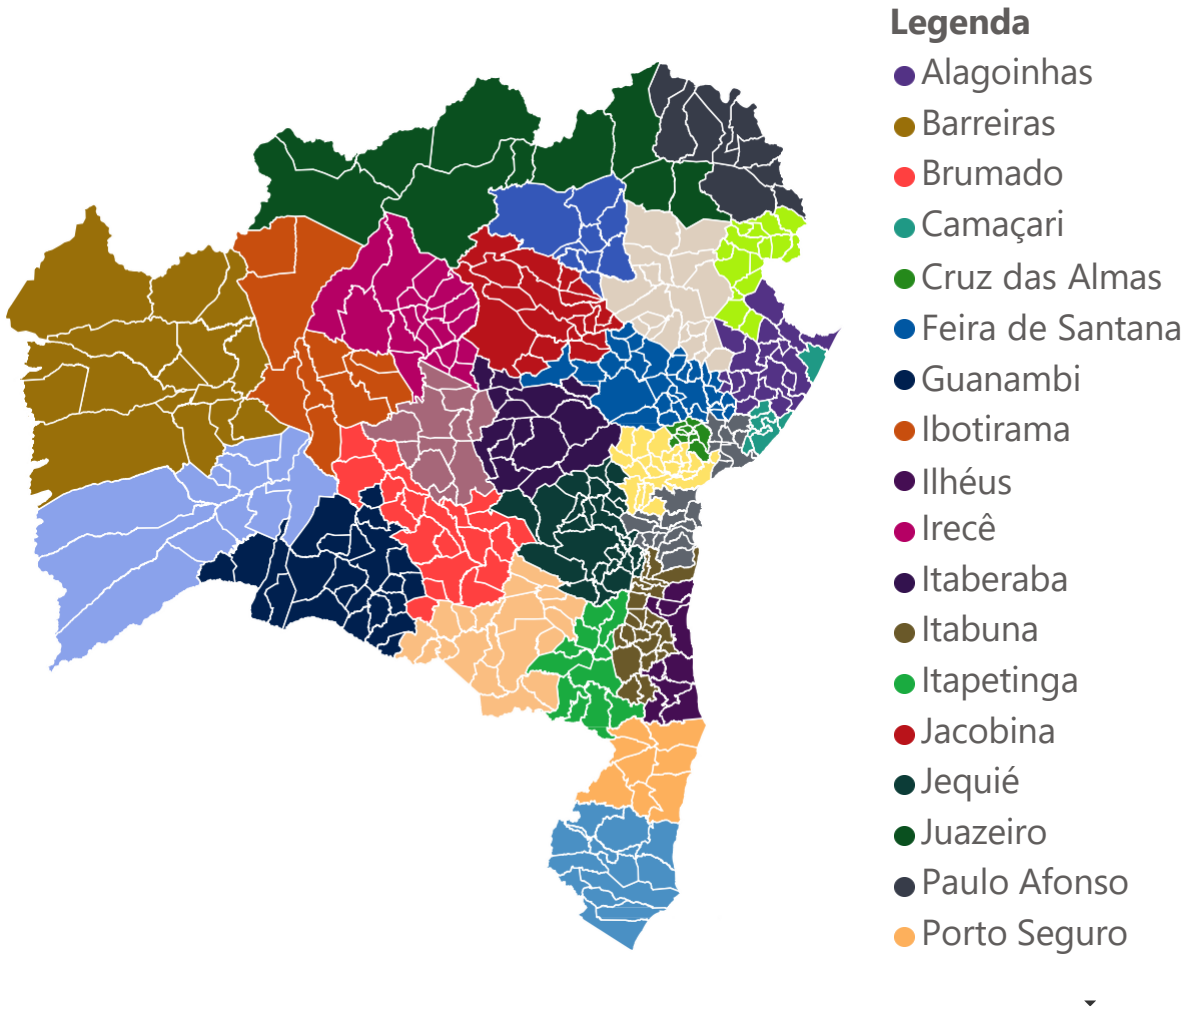 Legenda
Alagoinhas
Barreiras
Brumado
Camaçari
Cruz das Almas
Feira de Santana
Guanambi
Ibotirama
Ilhéus
Irecê
Itaberaba
Itabuna
Itapetinga
Jacobina
Jequié
Juazeiro
Paulo Afonso
Porto Seguro